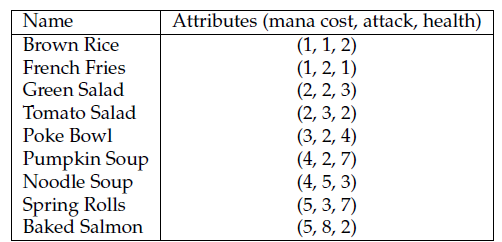 Name Attributes (mana cost, attack, health)
Brown Rice (1, 1, 2)
French Fries (1, 2, 1)
Green Salad (2, 2, 3)
Tomato Salad (2, 3, 2)
Poke Bowl (3, 2, 4)
Pumpkin Soup (4, 2, 7)
Noodle Soup (4, 5, 3)
Spring Rolls (5, 3, 7)
Baked Salmon (5, 8, 2)